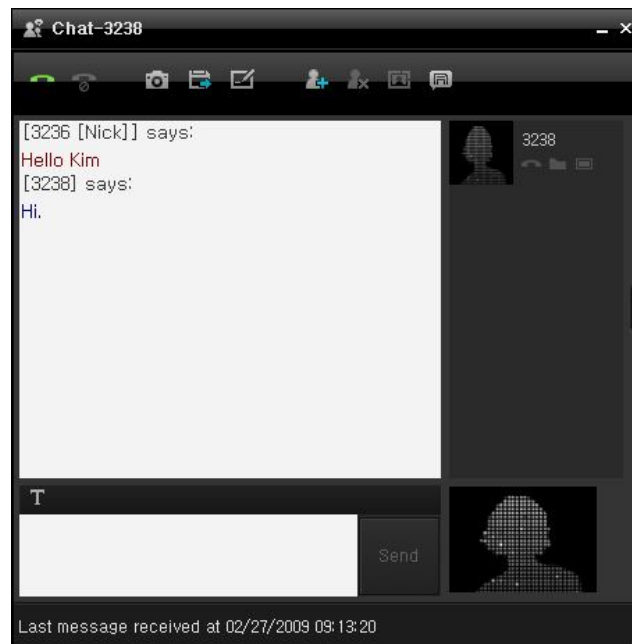 Chat-3238
[3236 [Nick]] says:
Hello Kim
[3238] says:
Hi.
3238
T
Send
Last message received at 02/27/2009 09:13:20